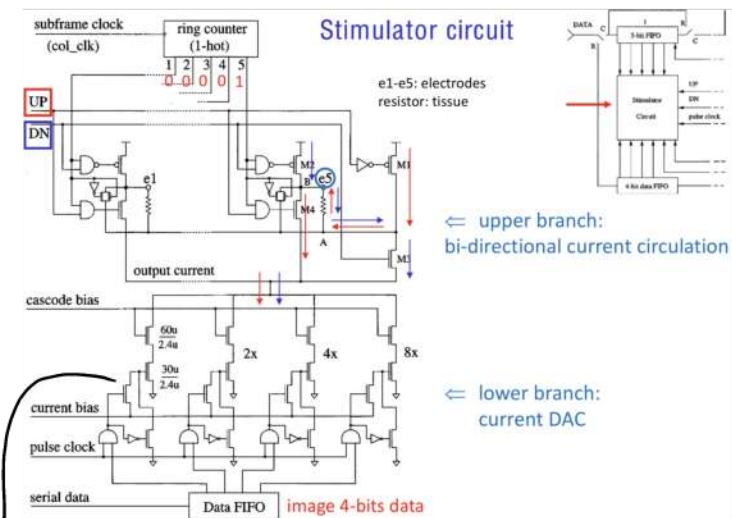 Stimulator circuit
subframe clock
(col_clk)
ring counter
(1-hot)
1 2 3 4 5
0 0 0 0 1
UP
DN
e1-e5: electrodes
resistor: tissue
DATA
C
B
I
R
C
5-bit FIFO
Stimulator
Circuit
UP
DN
pulse clock
4-bit data FIFO
e1
M2
B
e5
M4
A
M1
M3
⇐ upper branch:
bi-directional current circulation
output current
cascode bias
60u
2.4u
30u
2.4u
2x
4x
8x
⇐ lower branch:
current DAC
current bias
pulse clock
serial data
Data FIFO
image 4-bits data